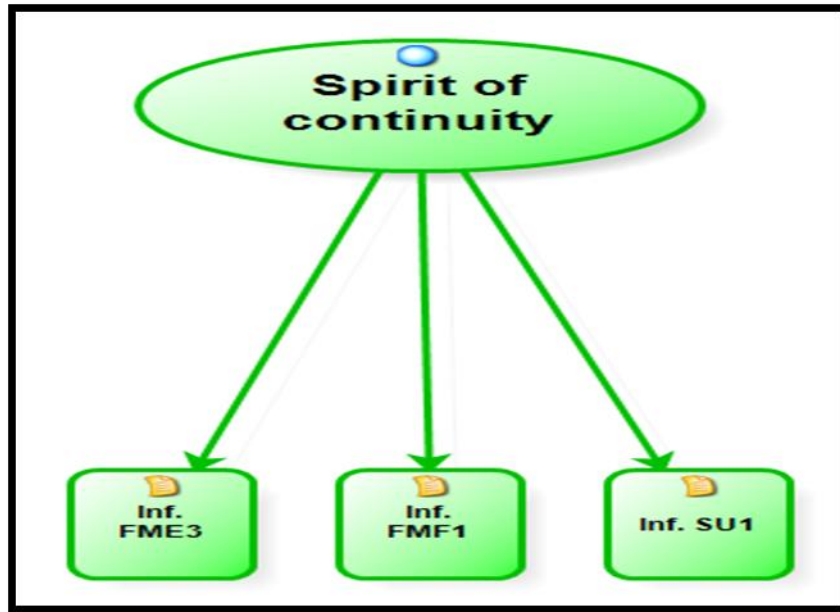 Spirit of
continuity
Inf.
FME3
Inf.
FMF1
Inf. SU1